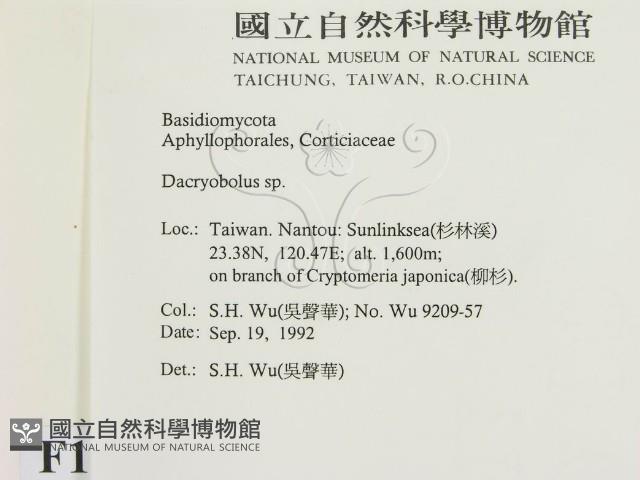 國立自然科學博物館
NATIONAL MUSEUM OF NATURAL SCIENCE
TAICHUNG, TAIWAN, R.O.CHINA
Basidiomycota
Aphyllophorales, Corticiaceae
Dacryobolus sp.
Loc.: Taiwan. Nantou: Sunlinksea(杉林溪)
23.38N, 120.47E; alt. 1,600m;
on branch of Cryptomeria japonica(柳杉).
Col.: S.H. Wu(吳聲華); No. Wu 9209-57
Date: Sep. 19, 1992
Det.: S.H. Wu(吳聲華)
國立自然科學博物館
NATIONAL MUSEUM OF NATURAL SCIENCE
F1